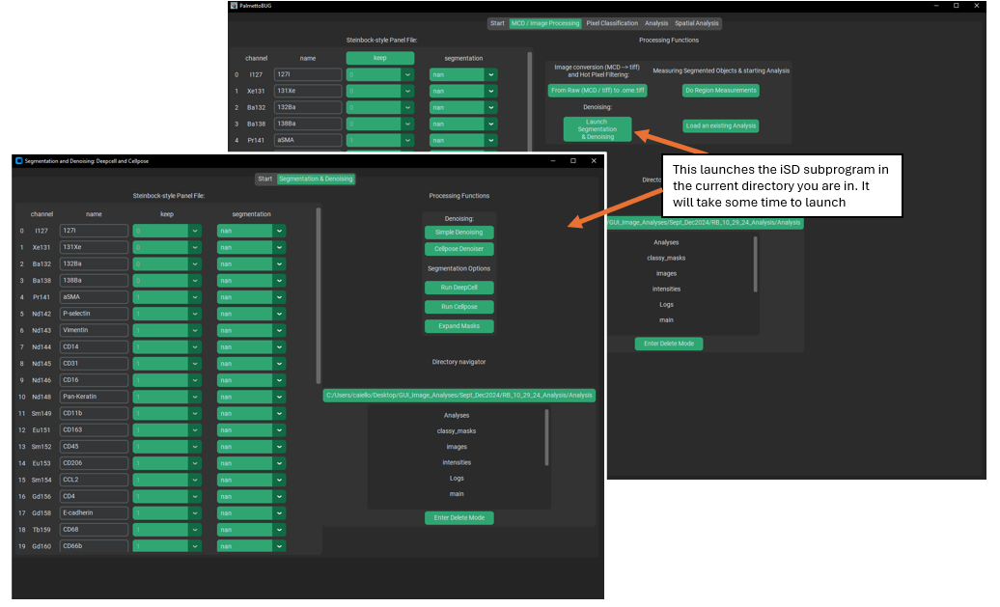 PalmettoBUG
Start MCD / Image Processing Pixel Classification Analysis Spatial Analysis
Steinbock-style Panel File:
Processing Functions
channel name keep segmentation
0 I127 127I 0 nan
1 Xe131 131Xe 0 nan
2 Ba132 132Ba 0 nan
3 Ba138 138Ba 0 nan
4 Pr141 aSMA 1 nan
Image conversion (MCD --> tiff)
and Hot Pixel Filtering:
Measuring Segmented Objects & starting Analysis
From Raw (MCD / tiff) to .ome.tiff
Do Region Measurements
Denoising:
Launch
Segmentation
& Denoising
Load an existing Analysis
This launches the iSD subprogram in
the current directory you are in. It
will take some time to launch
Directo
/GUI_Image_Analyses/Sept_Dec2024/RB_10_29_24_Analysis/Analysis
Analyses
classy_masks
images
intensities
Logs
main
Enter Delete Mode
Segmentation and Denoising: Deepcell and Cellpose
Start Segmentation & Denoising
Steinbock-style Panel File:
channel name keep segmentation
0 I127 127I 0 nan
1 Xe131 131Xe 0 nan
2 Ba132 132Ba 0 nan
3 Ba138 138Ba 0 nan
4 Pr141 aSMA 1 nan
5 Nd142 P-selectin 1 nan
6 Nd143 Vimentin 1 nan
7 Nd144 CD14 1 nan
8 Nd145 CD31 1 nan
9 Nd146 CD16 1 nan
10 Nd148 Pan-Keratin 1 nan
11 Sm149 CD11b 1 nan
12 Eu151 CD163 1 nan
13 Sm152 CD45 1 nan
14 Eu153 CD206 1 nan
15 Sm154 CCL2 1 nan
16 Gd156 CD4 1 nan
17 Gd158 E-cadherin 1 nan
18 Tb159 CD68 1 nan
19 Gd160 CD66b 1 nan
Processing Functions
Denoising:
Simple Denoising
Cellpose Denoiser
Segmentation Options
Run DeepCell
Run Cellpose
Expand Masks
Directory navigator
C:/Users/caiello/Desktop/GUI_Image_Analyses/Sept_Dec2024/RB_10_29_24_Analysis/Analysis
Analyses
classy_masks
images
intensities
Logs
main
Enter Delete Mode